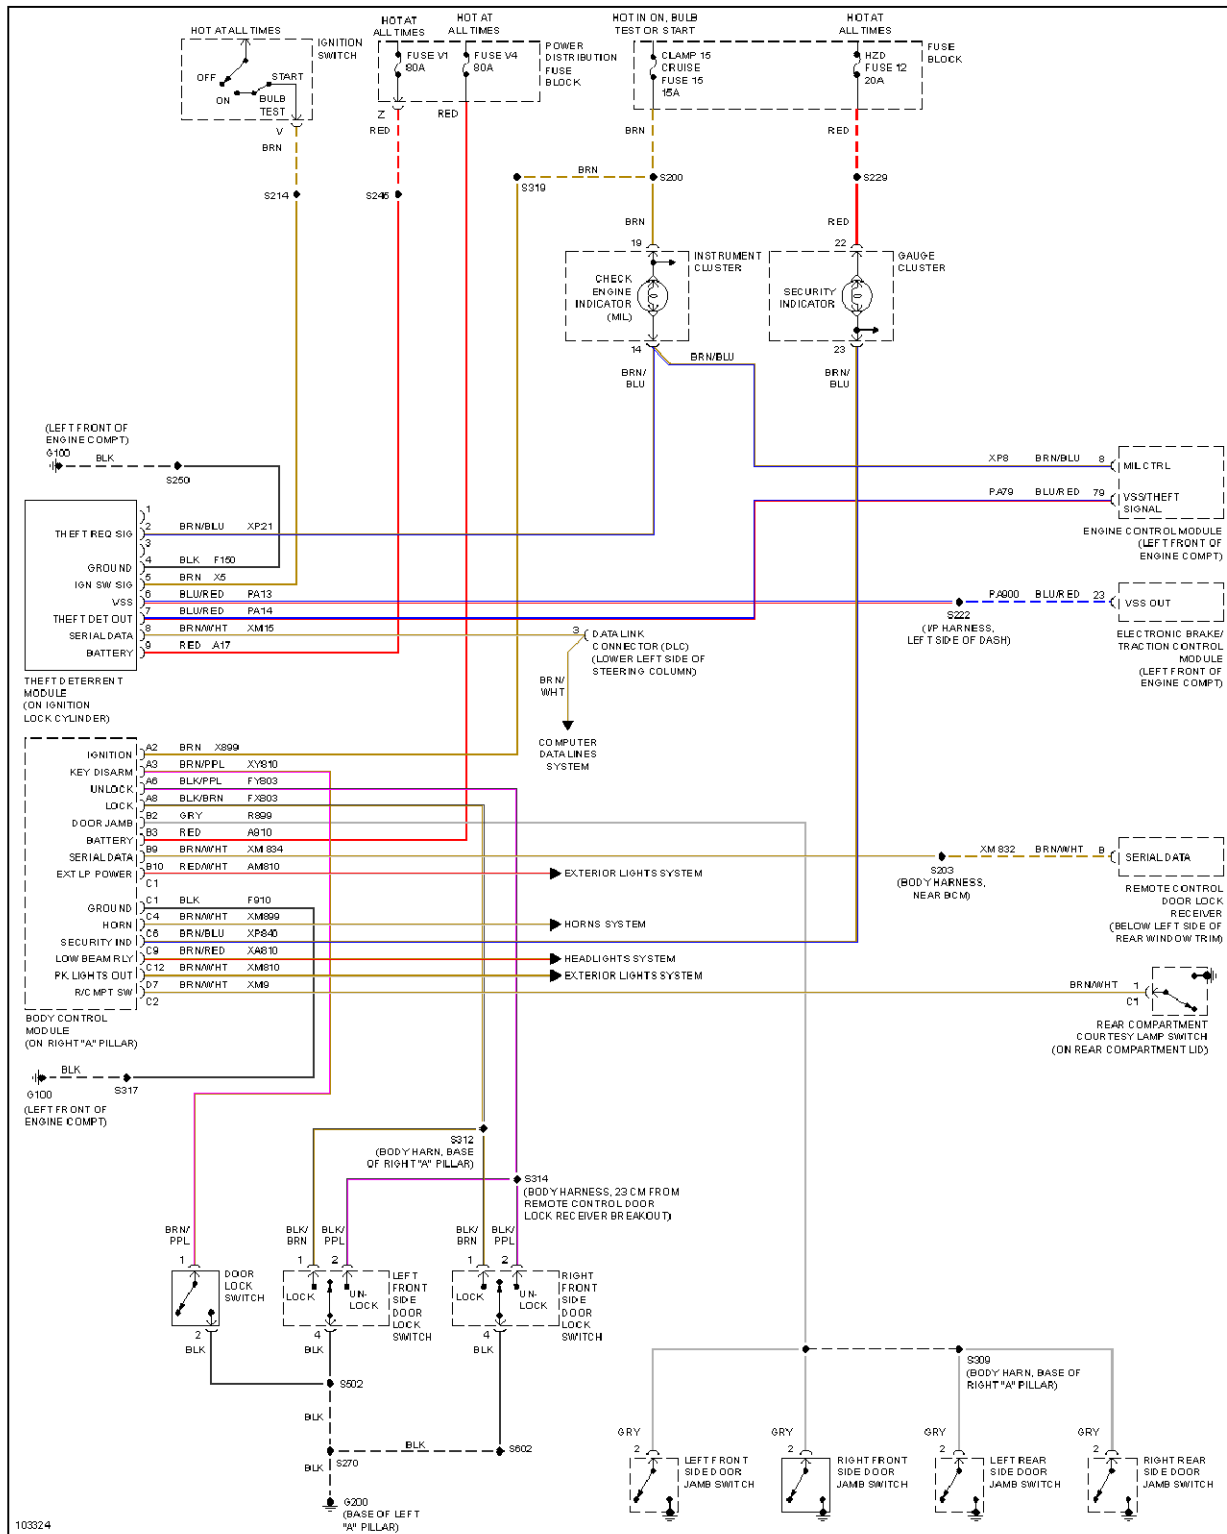 HOT AT ALL TIMES
IGNITION
SWITCH
OFF
START
ON
BULB
TEST
V
BRN
S214
HOT AT
ALL TIMES
HOT AT
ALL TIMES
FUSE V1
80A
FUSE V4
80A
POWER
DISTRIBUTION
FUSE
BLOCK
Z
RED
RED
S245
HOT IN ON, BULB
TEST OR START
HOT AT
ALL TIMES
CLAMP 15
CRUISE
FUSE 15
15A
HZD
FUSE 12
20A
FUSE
BLOCK
BRN
RED
BRN
S319
S200
S229
BRN
RED
19
22
INSTRUMENT
CLUSTER
GAUGE
CLUSTER
CHECK
ENGINE
INDICATOR
(MIL)
SECURITY
INDICATOR
14
23
BRN/BLU
BRN/
BLU
BRN/
BLU
(LEFT FRONT OF
ENGINE COMPT)
G100
BLK
S250
XP8 BRN/BLU 8
MIL CTRL
PA79 BLU/RED 79
VSS/THEFT
SIGNAL
ENGINE CONTROL MODULE
(LEFT FRONT OF
ENGINE COMPT)
1
THEFT REQ SIG 2 BRN/BLU XP21
3
GROUND 4 BLK F150
IGN SW SIG 5 BRN X5
VSS 6 BLU/RED PA13
THEFT DET OUT 7 BLU/RED PA14
SERIAL DATA 8 BRN/WHT XM15
BATTERY 9 RED A17
THEFT DETERRENT
MODULE
(ON IGNITION
LOCK CYLINDER)
PA900 BLU/RED 23
VSS OUT
S222
(I/P HARNESS,
LEFT SIDE OF DASH)
ELECTRONIC BRAKE/
TRACTION CONTROL
MODULE
(LEFT FRONT OF
ENGINE COMPT)
3
DATA LINK
CONNECTOR (DLC)
(LOWER LEFT SIDE OF
STEERING COLUMN)
BRN/
WHT
COMPUTER
DATA LINES
SYSTEM
IGNITION A2 BRN X899
KEY DISARM A3 BRN/PPL XY810
UNLOCK A6 BLK/PPL FY803
LOCK A8 BLK/BRN FX803
DOOR JAMB B2 GRY R899
BATTERY B3 RED A910
SERIAL DATA B9 BRN/WHT XM834
EXT LP POWER B10 RED/WHT AM810
C1
EXTERIOR LIGHTS SYSTEM
GROUND C1 BLK F910
HORN C4 BRN/WHT XM899
HORNS SYSTEM
SECURITY IND C6 BRN/BLU XP840
LOW BEAM RLY C9 BRN/RED XA810
HEADLIGHTS SYSTEM
PK LIGHTS OUT C12 BRN/WHT XM810
EXTERIOR LIGHTS SYSTEM
R/CMPT SW D7 BRN/WHT XM9
C2
BODY CONTROL
MODULE
(ON RIGHT "A" PILLAR)
XM832 BRN/WHT B
SERIAL DATA
S203
(BODY HARNESS,
NEAR BCM)
REMOTE CONTROL
DOOR LOCK
RECEIVER
(BELOW LEFT SIDE OF
REAR WINDOW TRIM)
BRN/WHT 1
C1
REAR COMPARTMENT
COURTESY LAMP SWITCH
(ON REAR COMPARTMENT LID)
BLK
G100
S317
(LEFT FRONT OF
ENGINE COMPT)
S312
(BODY HARN, BASE
OF RIGHT "A" PILLAR)
S314
(BODY HARNESS, 23 CM FROM
REMOTE CONTROL DOOR
LOCK RECEIVER BREAKOUT)
BRN/
PPL
BLK/
BRN
BLK/
PPL
BLK/
BRN
BLK/
PPL
1
1
2
1
2
DOOR
LOCK
SWITCH
LOCK
UN-
LOCK
LEFT
FRONT
SIDE
DOOR
LOCK
SWITCH
LOCK
UN-
LOCK
RIGHT
FRONT
SIDE
DOOR
LOCK
SWITCH
2
4
4
BLK
BLK
BLK
S502
BLK
BLK
S270
S602
BLK
G200
(BASE OF LEFT
"A" PILLAR)
S309
(BODY HARN, BASE OF
RIGHT "A" PILLAR)
GRY
GRY
GRY
GRY
2
2
2
2
LEFT FRONT
SIDE DOOR
JAMB SWITCH
RIGHT FRONT
SIDE DOOR
JAMB SWITCH
LEFT REAR
SIDE DOOR
JAMB SWITCH
RIGHT REAR
SIDE DOOR
JAMB SWITCH
103324